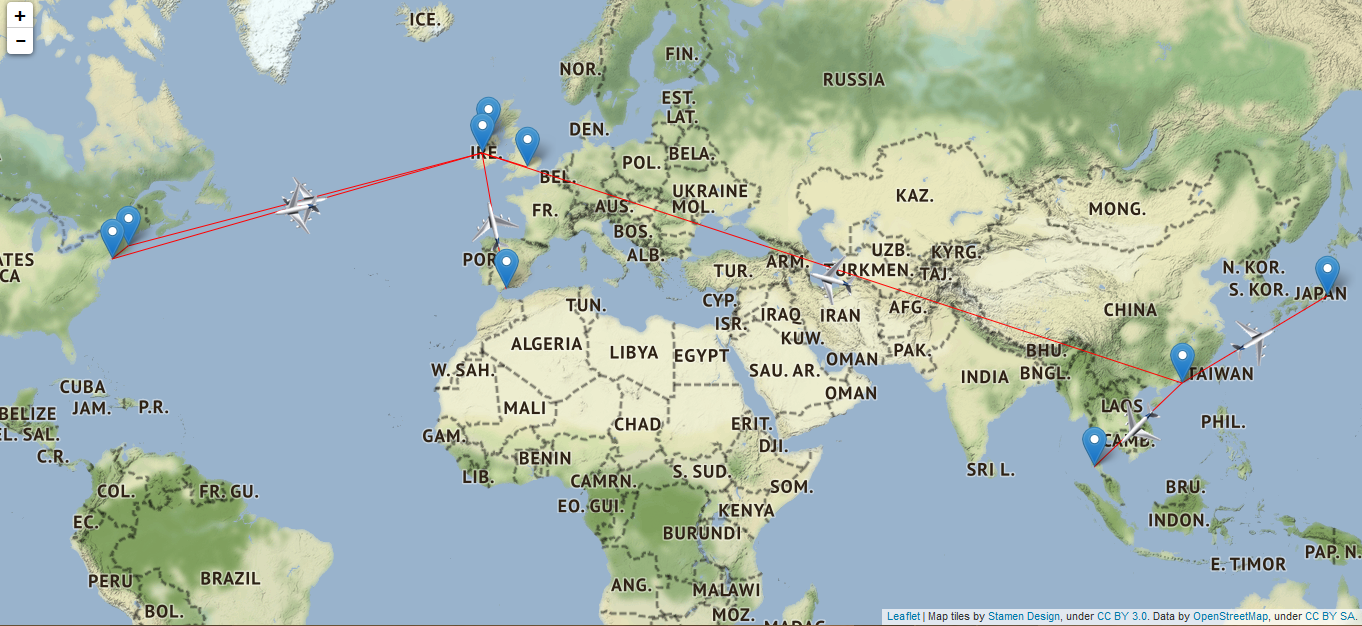 +
−
ICE.
NOR.
FIN.
RUSSIA
EST.
LAT.
DEN.
IRE.
POL.
BELA.
BEL.
UKRAINE
KAZ.
FR.
AUS.
MOL.
MONG.
BOS.
ALB.
UZB.
KYRG.
ATES
CA
POR
TUR.
ARM.
URKMEN.
TAJ.
N. KOR.
S. KOR.
JAPAN
CYP.
TUN.
ISR.
IRAQ
IRAN
AFG.
CHINA
KUW.
ALGERIA
LIBYA
EGYPT
OMAN
PAK.
BHU.
W. SAH.
SAU. AR.
INDIA
BNGL.
TAIWAN
CUBA
OMAN
JAM.
P.R.
BELIZE
MALI
LAOS
CHAD
ERIT.
PHIL.
EL. SAL.
GAM.
DJI.
CAMB.
C.R.
BENIN
SRI L.
LIB.
CAMRN.
S. SUD.
SOM.
COL.
FR. GU.
BRU.
EO. GUI.
KENYA
INDON.
EC.
BURUNDI
PAP. N.
E. TIMOR
PERU
BRAZIL
ANG.
MALAWI
BOL.
MOZ.
MADAG
Leaflet | Map tiles by Stamen Design, under CC BY 3.0. Data by OpenStreetMap, under CC BY SA.